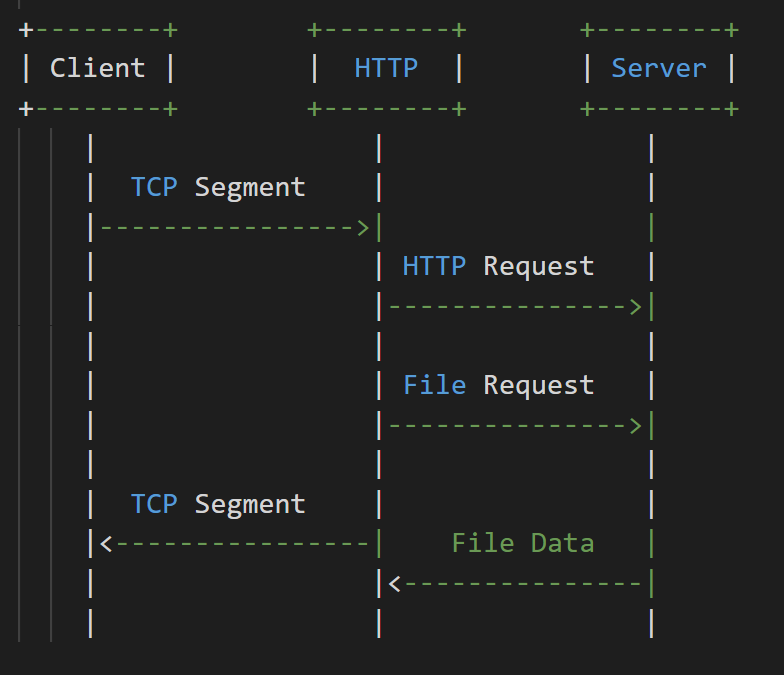 +--------+ +--------+ +--------+
| Client | | HTTP | | Server |
+--------+ +--------+ +--------+
| | |
| TCP Segment | |
|---------------->| |
| | HTTP Request |
| |--------------->|
| | |
| | File Request |
| |--------------->|
| | |
| TCP Segment | |
|<----------------| File Data |
| |<---------------|
| | |